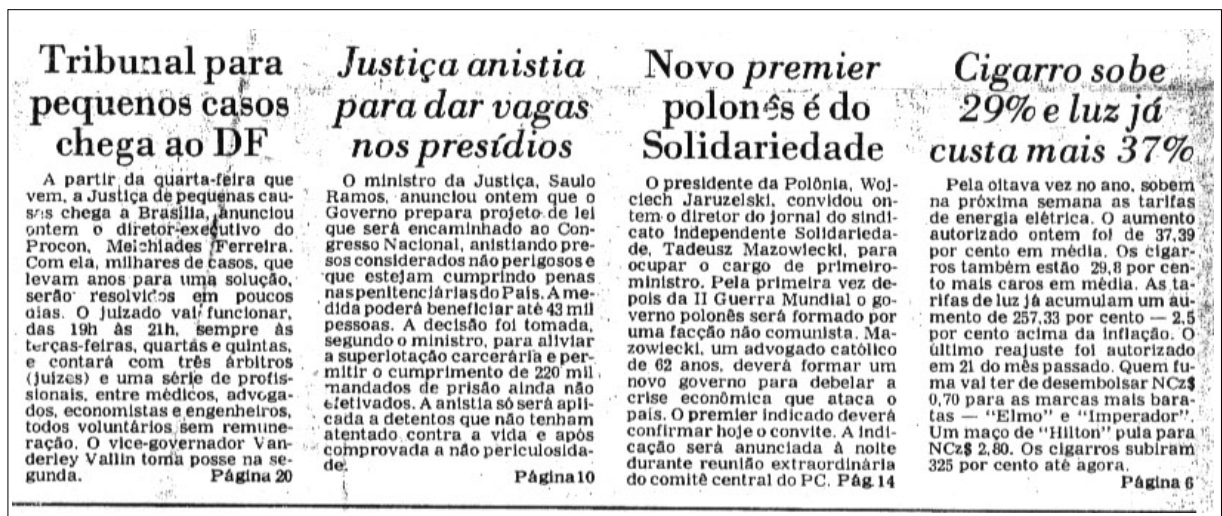 Tribunal para
pequenos casos
chega ao DF
A partir da quarta-feira que
vem, a Justiça de pequenas cau-
sas chega a Brasília, anunciou
ontem o diretor-executivo do
Procon, Melchíades Ferreira.
Com ela, milhares de casos, que
levam anos para uma solução,
serão resolvidos em poucos
dias. O juizado vai funcionar,
das 19h às 21h, sempre às
terças-feiras, quartas e quintas,
e contará com três árbitros
(juízes) e uma série de profis-
sionais, entre médicos, advoga-
dos, economistas e engenheiros,
todos voluntários sem remune-
ração. O vice-governador Van-
derley Vallin toma posse na se-
gunda. Página 20
Justiça anistia
para dar vagas
nos presídios
O ministro da Justiça, Saulo
Ramos, anunciou ontem que o
Governo prepara projeto de lei
que será encaminhado ao Con-
gresso Nacional, anistiando pre-
sos considerados não perigosos e
que estejam cumprindo penas
nas penitenciárias do País. A me-
dida poderá beneficiar até 43 mil
pessoas. A decisão foi tomada,
segundo o ministro, para aliviar
a superlotação carcerária e per-
mitir o cumprimento de 220 mil
mandados de prisão ainda não
efetivados. A anistia só será apli-
cada a detentos que não tenham
atentado contra a vida e após
comprovada a não periculosida-
de. Página 10
Novo premier
polonês é do
Solidariedade
O presidente da Polônia, Woj-
ciech Jaruzelski, convidou on-
tem o diretor do jornal do sindi-
cato independente Solidarieda-
de, Tadeusz Mazowiecki, para
ocupar o cargo de primeiro-
ministro. Pela primeira vez de-
pois da II Guerra Mundial o go-
verno polonês será formado por
uma facção não comunista. Ma-
zowiecki, um advogado católico
de 62 anos, deverá formar um
novo governo para debelar a
crise econômica que ataca o
país. O premier indicado deverá
confirmar hoje o convite. A indi-
cação será anunciada à noite
durante reunião extraordinária
do comitê central do PC. Pág. 14
Cigarro sobe
29% e luz já
custa mais 37%
Pela oitava vez no ano, sobem
na próxima semana as tarifas
de energia elétrica. O aumento
autorizado ontem foi de 37,39
por cento em média. Os cigar-
ros também estão 29,8 por cen-
to mais caros em média. As ta-
rifas de luz já acumulam um au-
mento de 257,33 por cento — 2,5
por cento acima da inflação. O
último reajuste foi autorizado
em 21 do mês passado. Quem fu-
ma vai ter de desembolsar NCz$
0,70 para as marcas mais bara-
tas — "Elmo" e "Imperador".
Um maço de "Hilton" pula para
NCz$ 2,80. Os cigarros subiram
325 por cento até agora.
Página 6